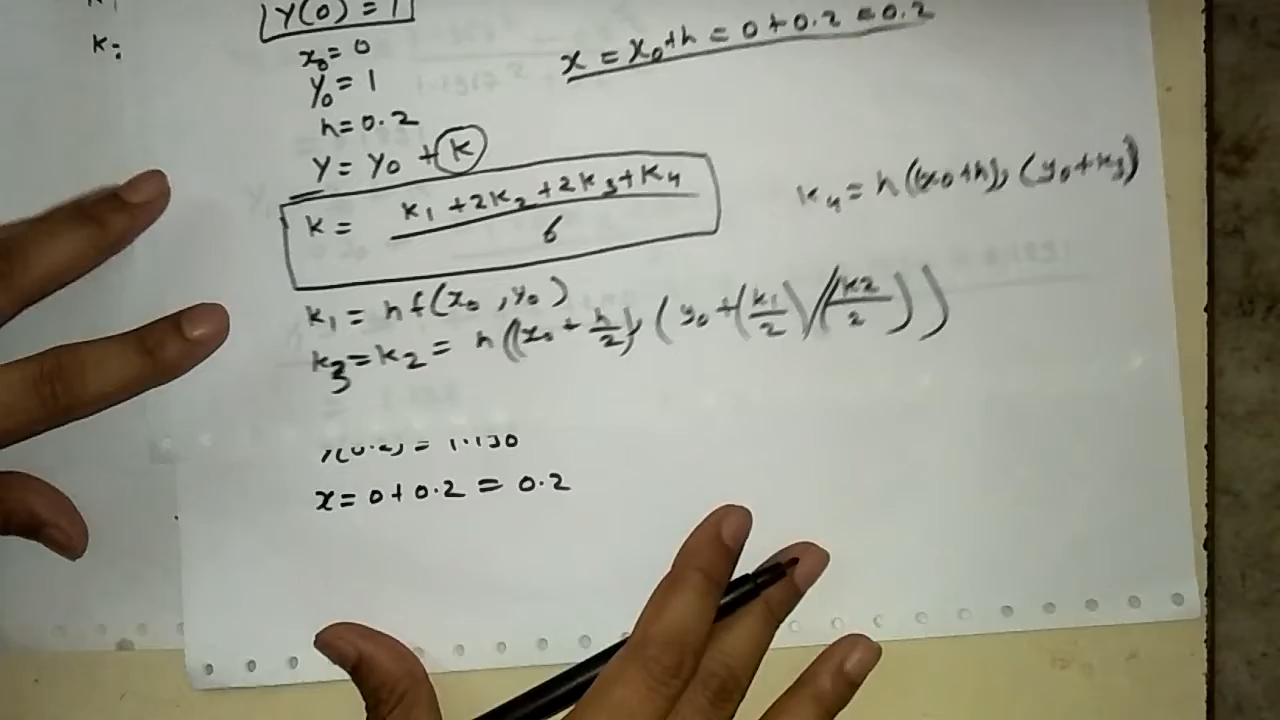 K:
Y(0) = 1
x₀ = 0
y₀ = 1
h = 0.2
y = y₀ + k
k = (k₁ + 2k₂ + 2k₃ + k₄) / 6
k₁ = h f(x₀, y₀)
k₃ = k₂ = h((x₀ + h/2), (y₀ + (k₁/2)/(k2/2)))
= 1.130
x = 0 + 0.2 = 0.2
x = x₀ + h = 0 + 0.2 = 0.2
k₄ = h((x₀ + h), (y₀ + k₃)